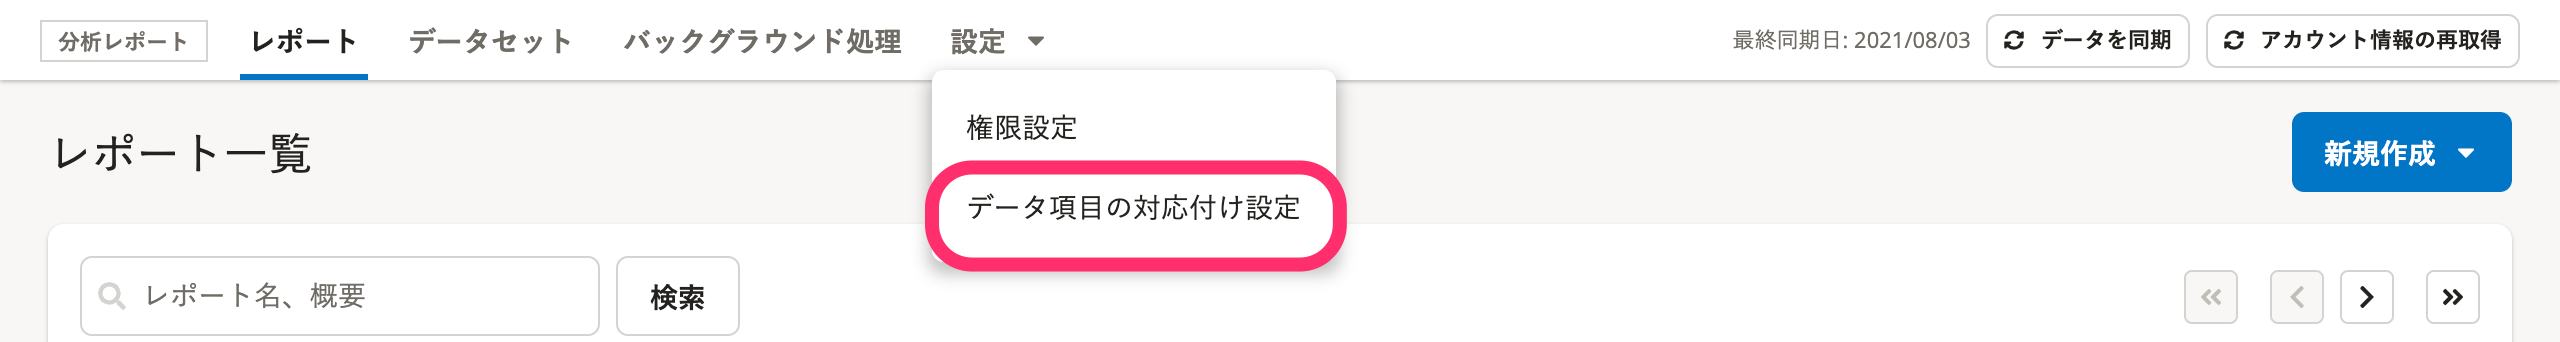 分析レポート レポート データセット バックグラウンド処理 設定 最終同期日: 2021/08/03 データを同期 アカウント情報の再取得
権限設定
データ項目の対応付け設定
レポート一覧 新規作成
レポート名、概要 検索